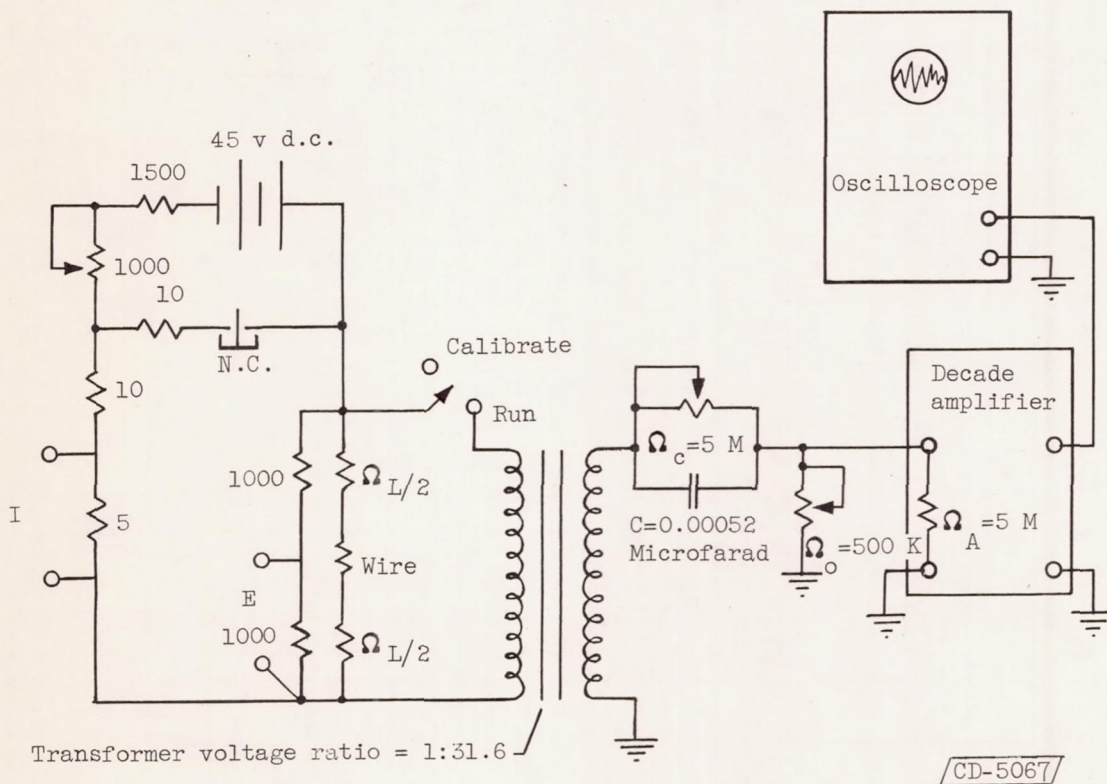 45 v d.c.
1500
Oscilloscope
1000
10
N.C.
Calibrate
10
Run
Decade
amplifier
Ω c=5 M
1000
Ω L/2
I
5
C=0.00052
Microfarad
Ω o=500 K
Ω A=5 M
Wire
E
1000
Ω L/2
Transformer voltage ratio = 1:31.6
CD-5067